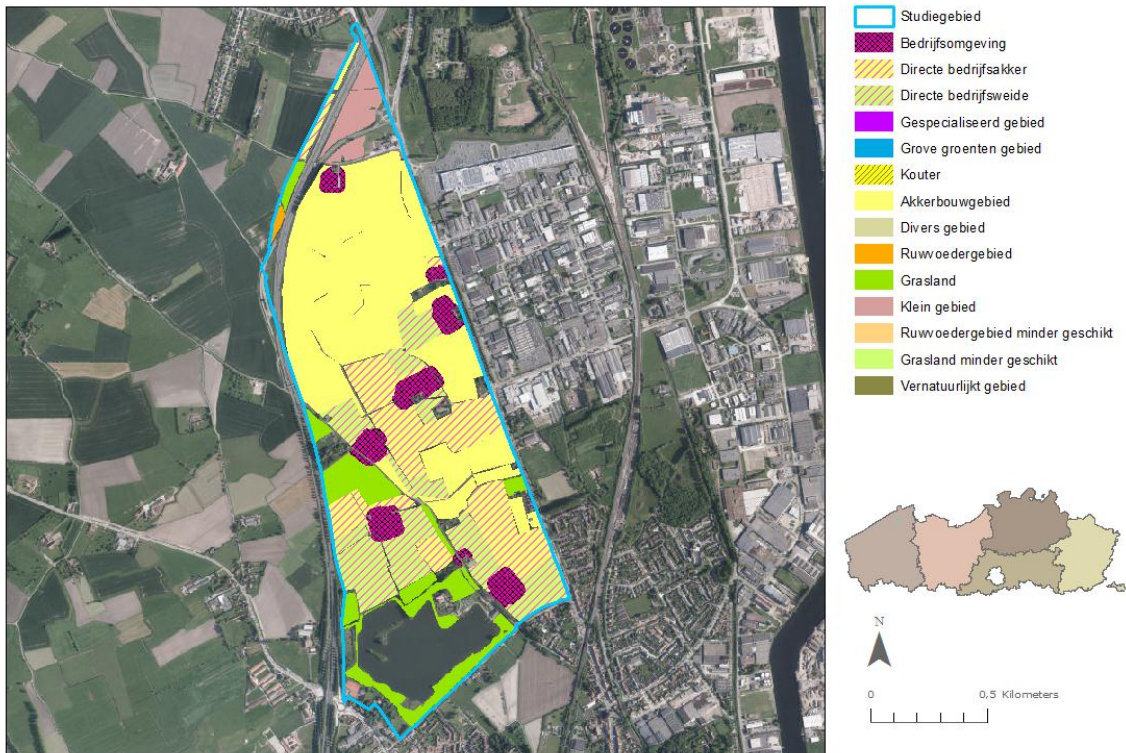 Studiegebied
Bedrijfsomgeving
Directe bedrijfsakker
Directe bedrijfsweide
Gespecialiseerd gebied
Grove groenten gebied
Kouter
Akkerbouwgebied
Divers gebied
Ruwvoedergebied
Grasland
Klein gebied
Ruwvoedergebied minder geschikt
Grasland minder geschikt
Vernatuurlijkt gebied
N
0 0,5 Kilometers